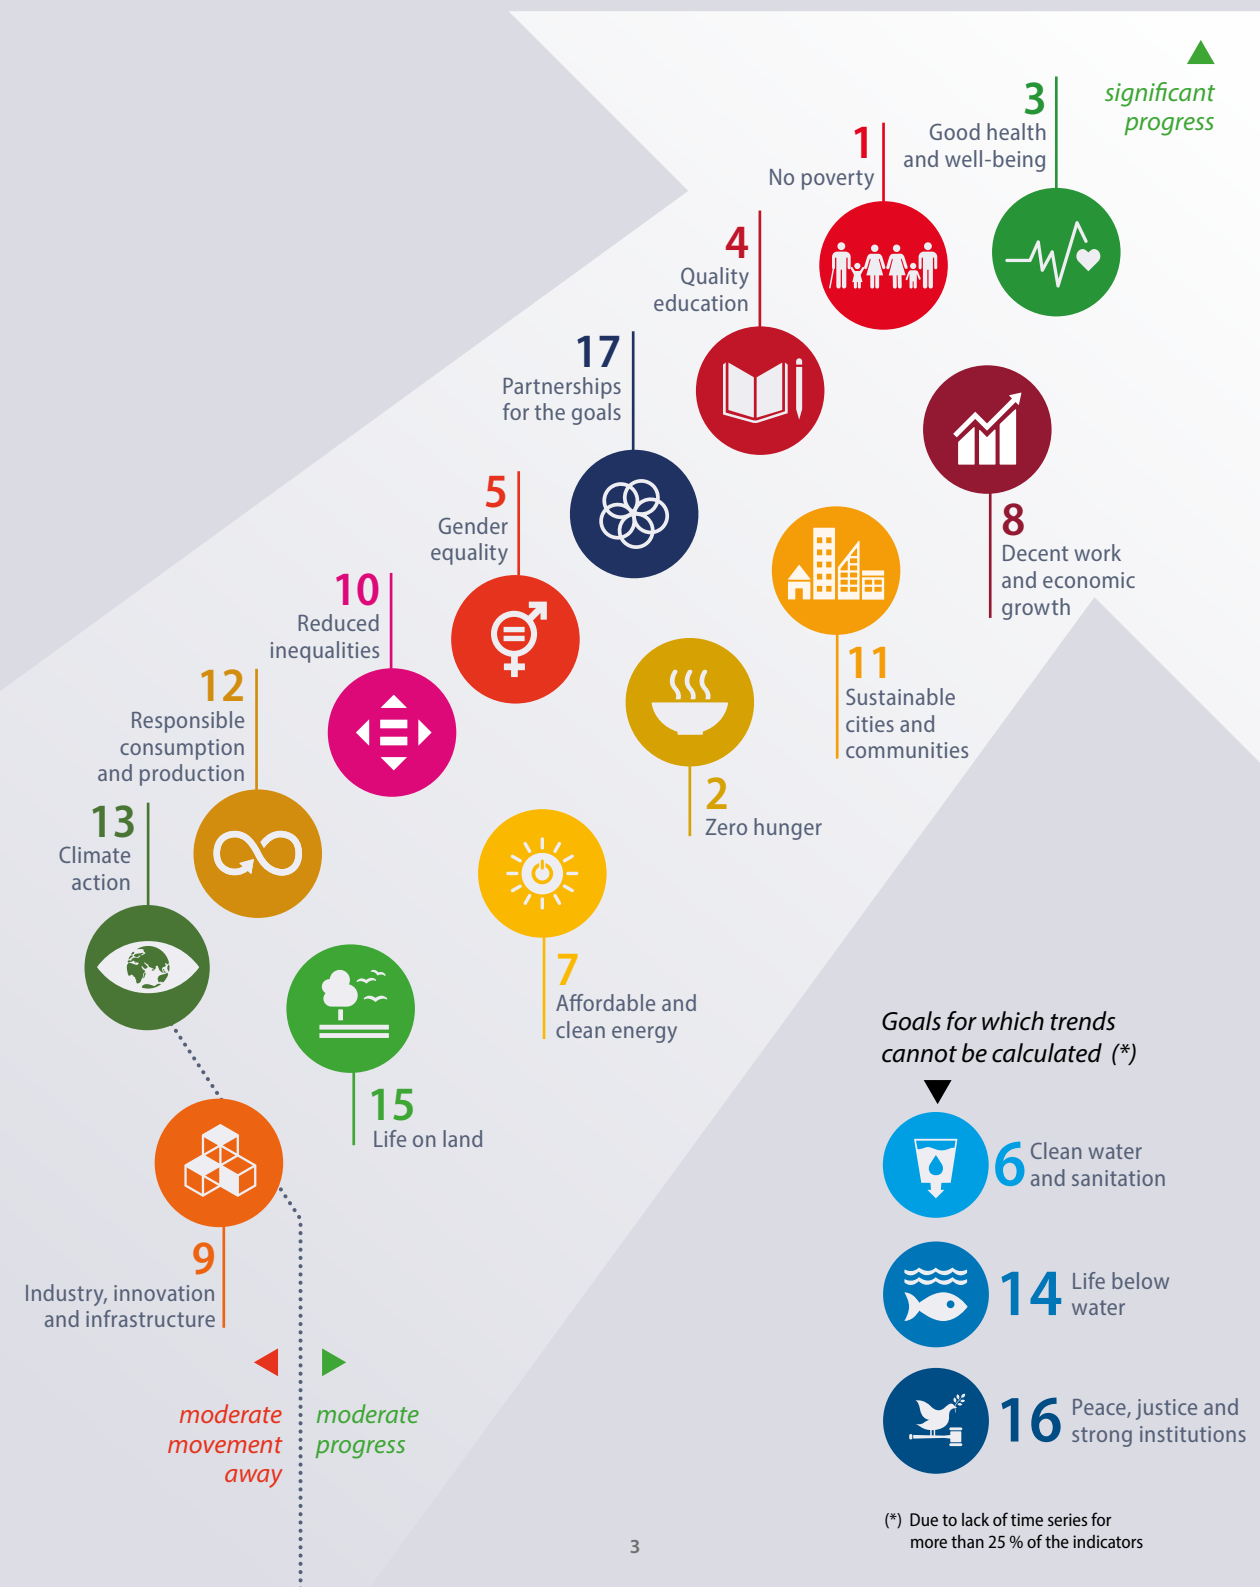 significant
progress
3
Good health
and well-being
1
No poverty
4
Quality
education
17
Partnerships
for the goals
8
Decent work
and economic
growth
5
Gender
equality
11
Sustainable
cities and
communities
10
Reduced
inequalities
2
Zero hunger
12
Responsible
consumption
and production
13
Climate
action
7
Affordable and
clean energy
15
Life on land
9
Industry, innovation
and infrastructure
moderate
movement
away
moderate
progress
Goals for which trends
cannot be calculated (*)
6
Clean water
and sanitation
14
Life below
water
16
Peace, justice and
strong institutions
(*) Due to lack of time series for
more than 25 % of the indicators
3